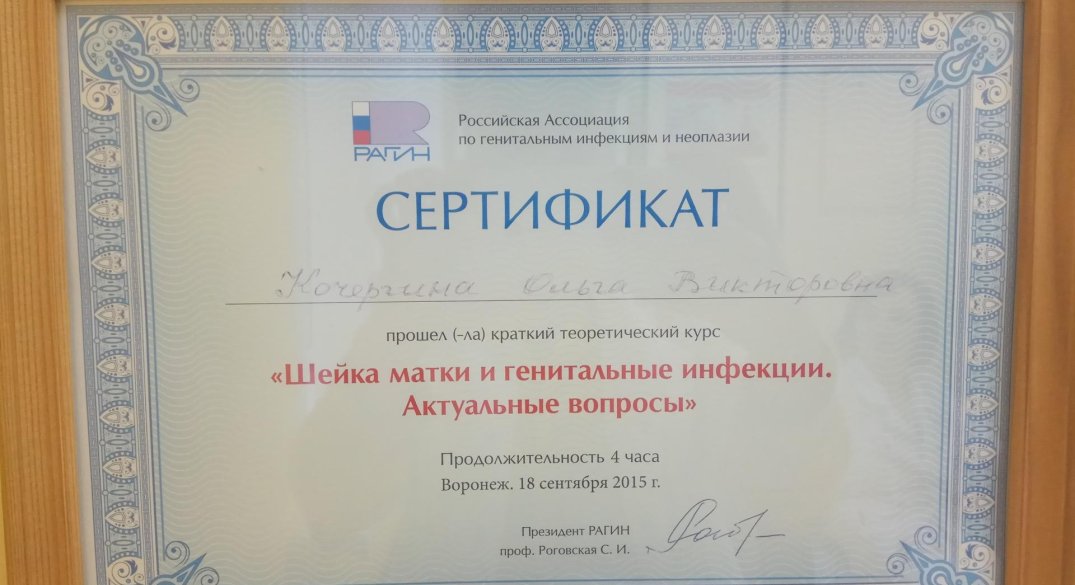 РАГИН
Российская Ассоциация
по генитальным инфекциям и неоплазии
СЕРТИФИКАТ
Кочергина Ольга Викторовна
прошел (-ла) краткий теоретический курс
«Шейка матки и генитальные инфекции.
Актуальные вопросы»
Продолжительность 4 часа
Воронеж. 18 сентября 2015 г.
Президент РАГИН
проф. Роговская С. И.